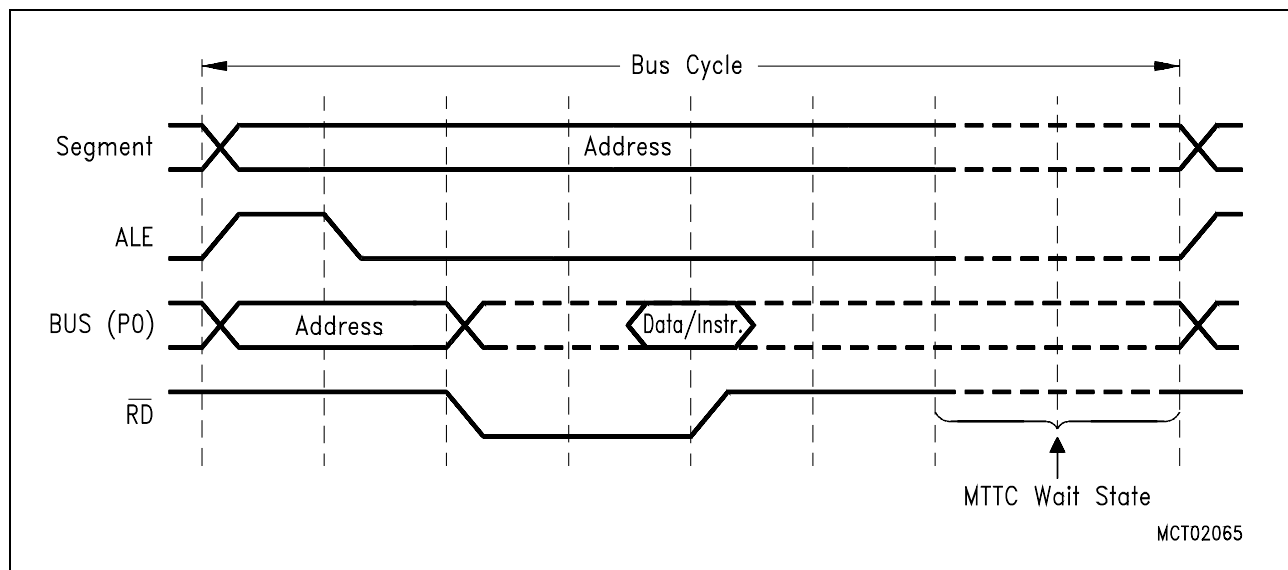 Bus Cycle
Segment
Address
ALE
BUS (P0)
Address
Data/Instr.
RD
MTTC Wait State
MCT02065